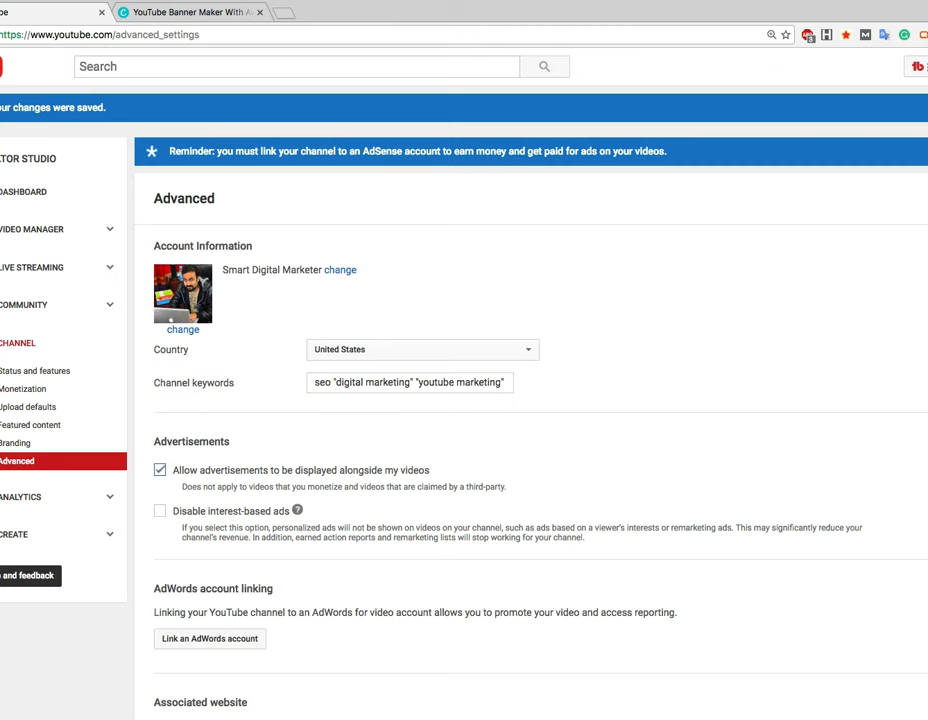 be
YouTube Banner Maker With A
https://www.youtube.com/advanced_settings
Search
our changes were saved.
TOR STUDIO
Reminder: you must link your channel to an AdSense account to earn money and get paid for ads on your videos.
DASHBOARD
Advanced
VIDEO MANAGER
Account Information
LIVE STREAMING
Smart Digital Marketer change
COMMUNITY
change
CHANNEL
Country
United States
Status and features
Channel keywords
seo "digital marketing" "youtube marketing"
Monetization
Upload defaults
Featured content
Branding
Advertisements
Advanced
Allow advertisements to be displayed alongside my videos
Does not apply to videos that you monetize and videos that are claimed by a third-party.
ANALYTICS
Disable interest-based ads ?
If you select this option, personalized ads will not be shown on videos on your channel, such as ads based on a viewer's interests or remarketing ads. This may significantly reduce your
channel's revenue. In addition, earned action reports and remarketing lists will stop working for your channel.
CREATE
p and feedback
AdWords account linking
Linking your YouTube channel to an AdWords for video account allows you to promote your video and access reporting.
Link an AdWords account
Associated website